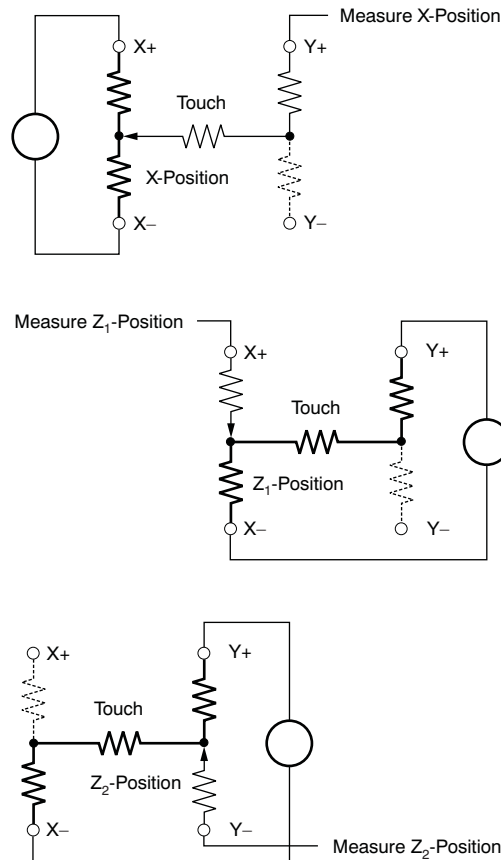 Measure X-Position
X+
Y+
Touch
X-Position
X–
Y–
Measure Z₁-Position
X+
Y+
Touch
Z₁-Position
X–
Y–
X+
Y+
Touch
Z₂-Position
X–
Y–
Measure Z₂-Position